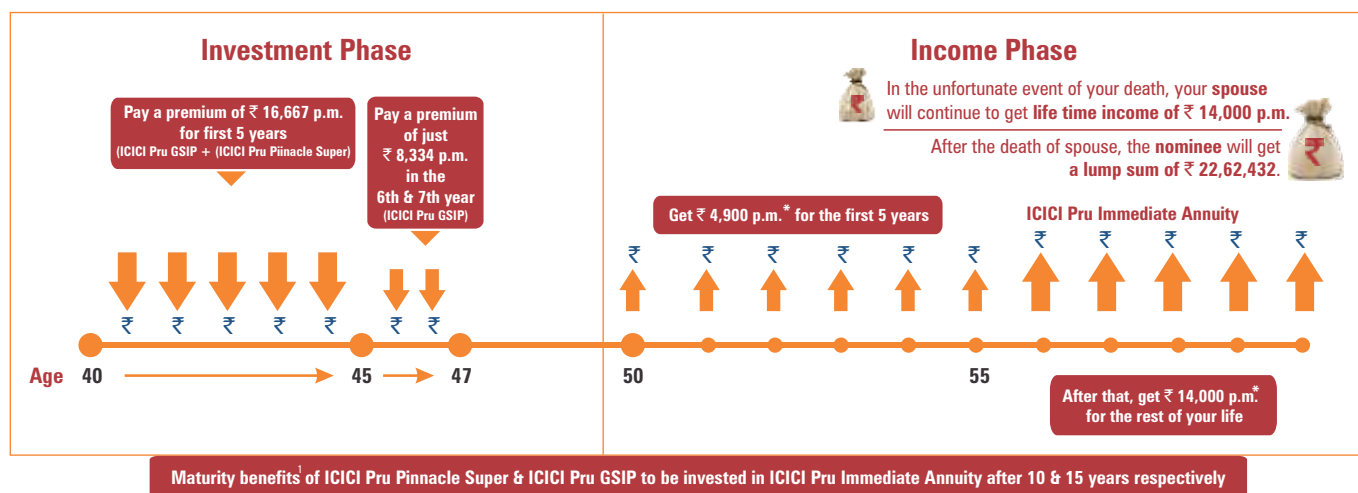 Investment Phase
Pay a premium of ₹ 16,667 p.m.
for first 5 years
(ICICI Pru GSIP + (ICICI Pru Piinacle Super)
Pay a premium
of just
₹ 8,334 p.m.
in the
6th & 7th year
(ICICI Pru GSIP)
₹ ₹ ₹ ₹ ₹ ₹ ₹
Income Phase
₹
In the unfortunate event of your death, your spouse
will continue to get life time income of ₹ 14,000 p.m.
After the death of spouse, the nominee will get
a lump sum of ₹ 22,62,432.
₹
Get ₹ 4,900 p.m.* for the first 5 years
ICICI Pru Immediate Annuity
₹ ₹ ₹ ₹ ₹ ₹ ₹ ₹ ₹ ₹ ₹
Age 40 45 47 50 55
After that, get ₹ 14,000 p.m.*
for the rest of your life
Maturity benefits¹ of ICICI Pru Pinnacle Super & ICICI Pru GSIP to be invested in ICICI Pru Immediate Annuity after 10 & 15 years respectively